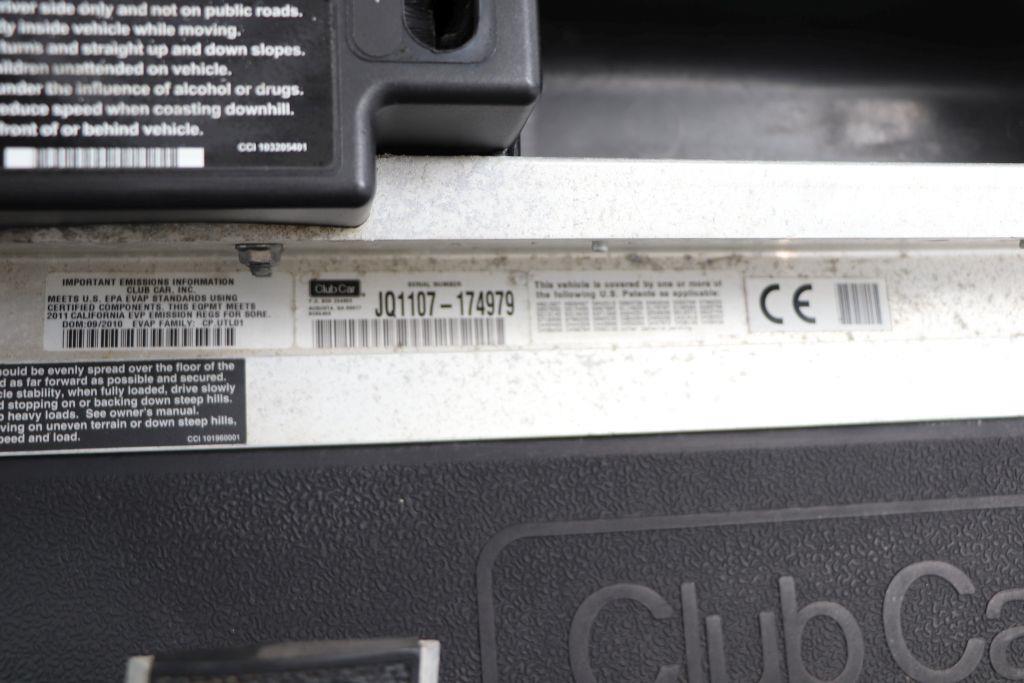 iver side only and not on public roads.
ly inside vehicle while moving.
turns and straight up and down slopes.
ildren unattended on vehicle.
under the influence of alcohol or drugs.
educe speed when coasting downhill.
front of or behind vehicle.
CCI 103205401
IMPORTANT EMISSIONS INFORMATION
CLUB CAR, INC.
MEETS U.S. EPA EVAP STANDARDS USING
CERTIFIED COMPONENTS. THIS EQPMT MEETS
2011 CALIFORNIA EVP EMISSION REGS FOR SORE.
DOM:09/2010 EVAP FAMILY: CP.UTL01
Club Car
SERIAL NUMBER
JQ1107-174979
This vehicle is covered by one or more of
the following U.S. Patents as applicable:
CE
ould be evenly spread over the floor of the
d as far forward as possible and secured.
cle stability, when fully loaded, drive slowly
d stopping on or backing down steep hills.
o heavy loads. See owner's manual.
ving on uneven terrain or down steep hills,
peed and load.
CCI 101960001
Club Ca